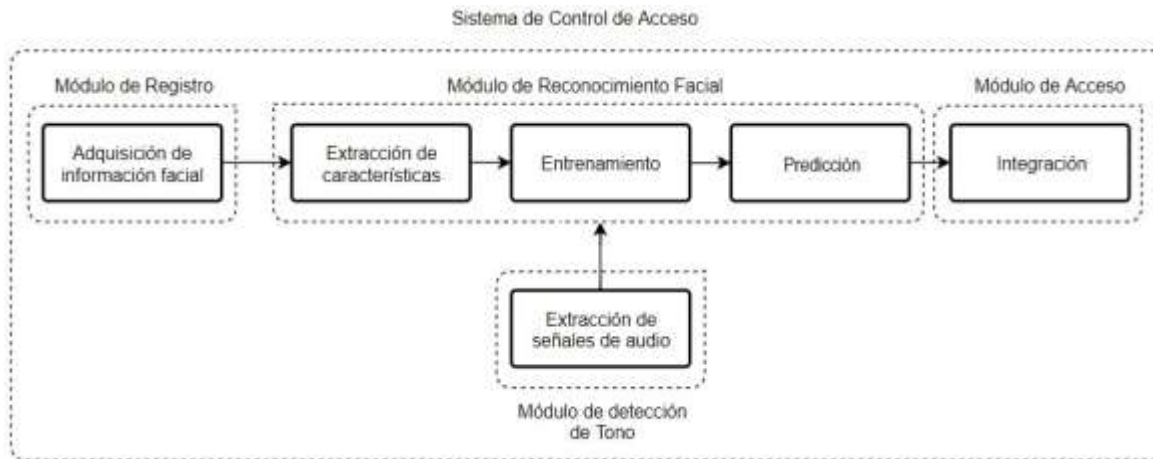 Sistema de Control de Acceso
Módulo de Registro
Módulo de Reconocimiento Facial
Módulo de Acceso
Adquisición de
información facial
Extracción de
características
Entrenamiento
Predicción
Integración
Extracción de
señales de audio
Módulo de detección
de Tono